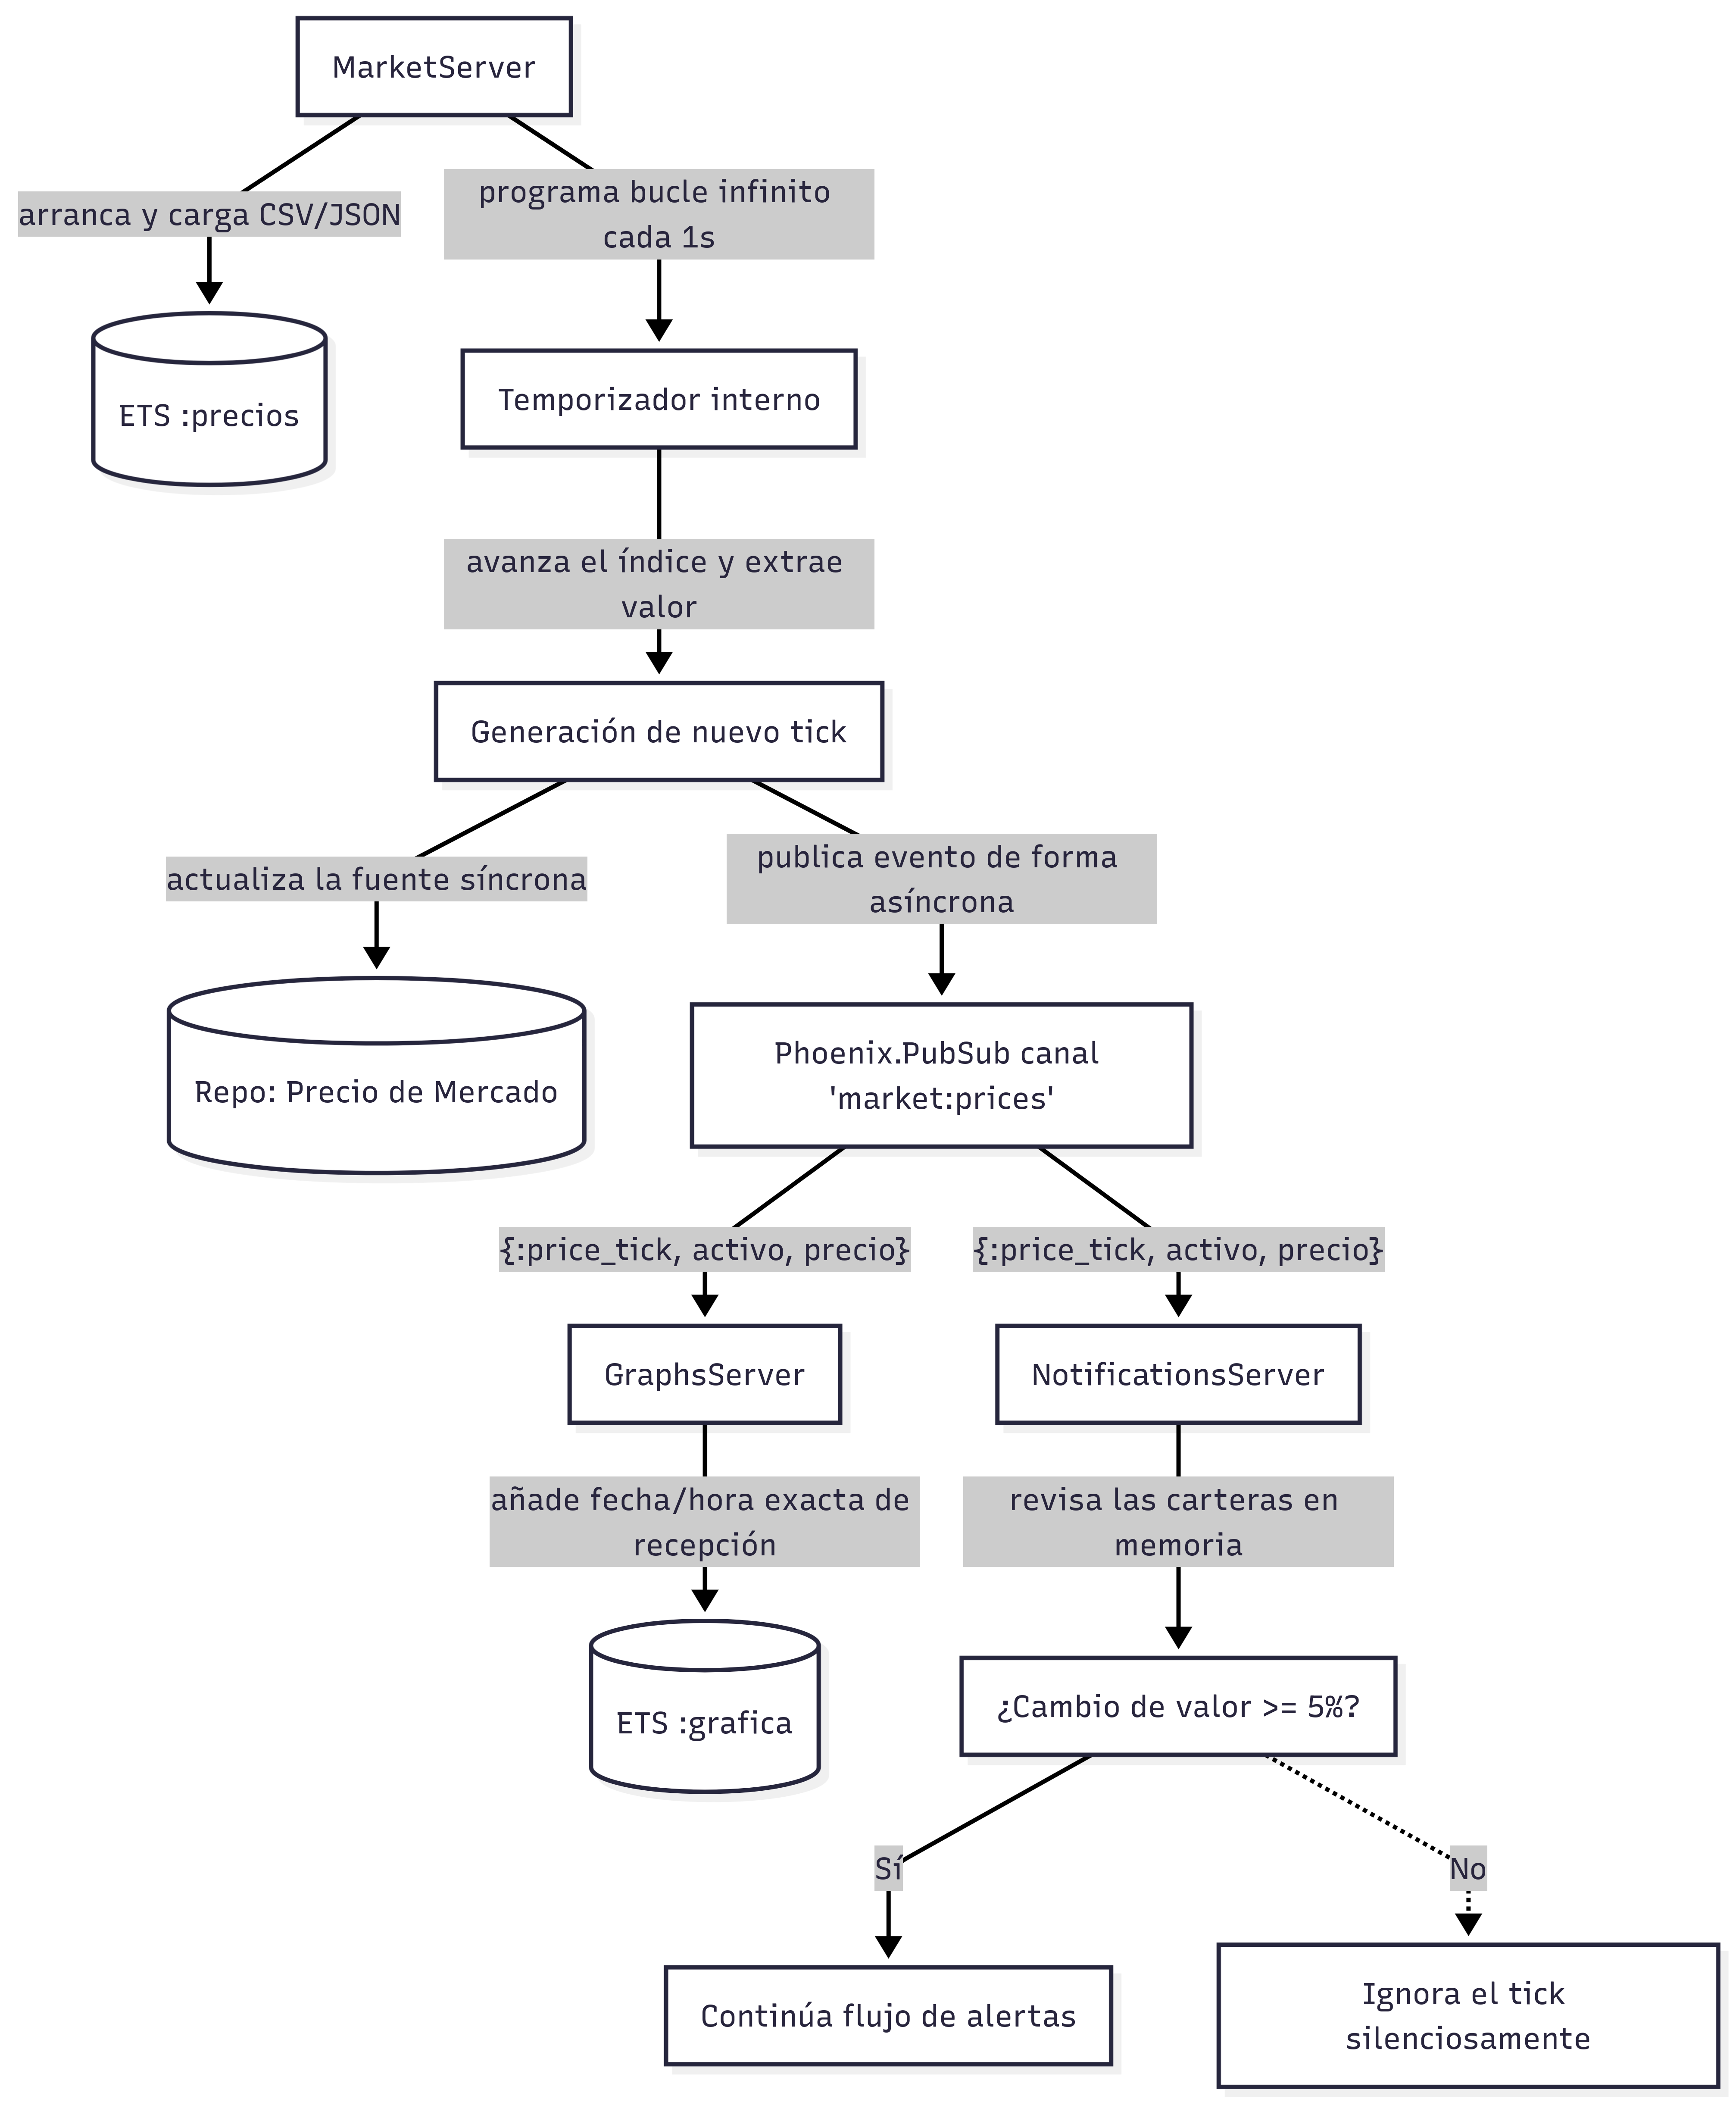 MarketServer
arranca y carga CSV/JSON
programa bucle infinito
cada 1s
ETS :precios
Temporizador interno
avanza el índice y extrae
valor
Generación de nuevo tick
actualiza la fuente síncrona
publica evento de forma
asíncrona
Repo: Precio de Mercado
Phoenix.PubSub canal
'market:prices'
{:price_tick, activo, precio}
{:price_tick, activo, precio}
GraphsServer
NotificationsServer
añade fecha/hora exacta de
recepción
revisa las carteras en
memoria
ETS :grafica
¿Cambio de valor >= 5%?
Sí
No
Continúa flujo de alertas
Ignora el tick
silenciosamente